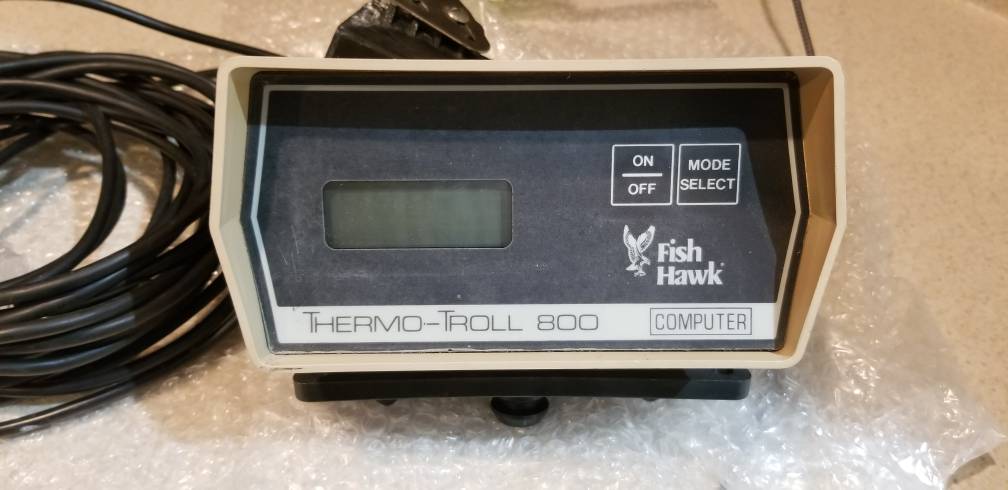 ON
OFF
MODE
SELECT
Fish
Hawk
THERMO-TROLL 800
COMPUTER